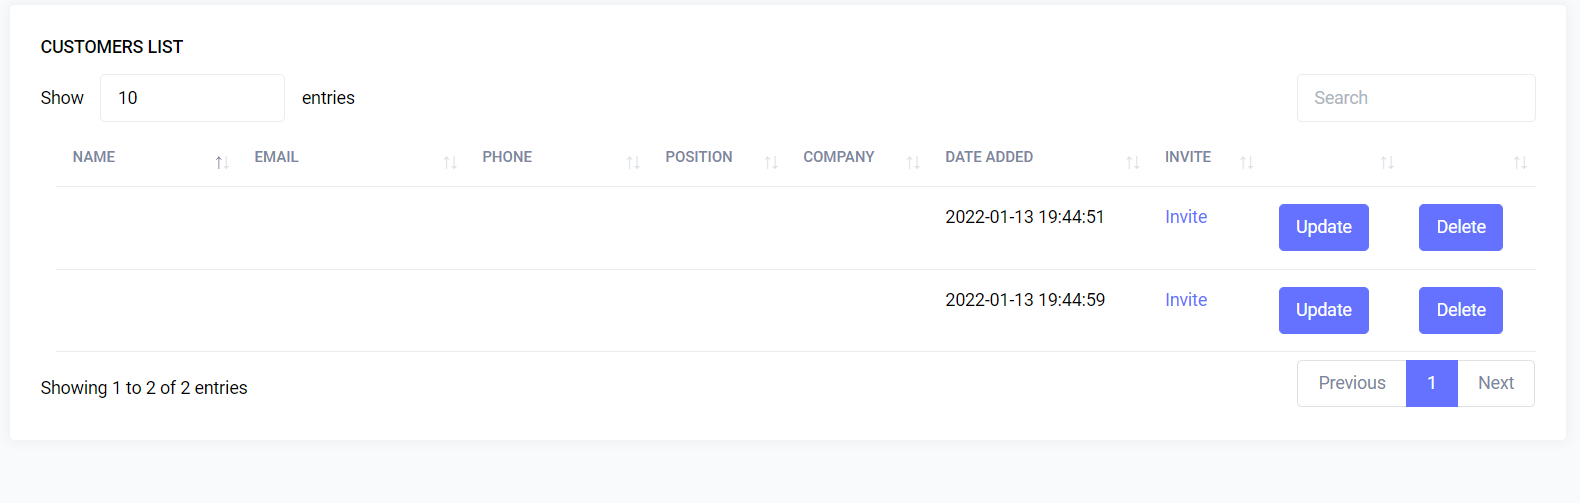 CUSTOMERS LIST
Show 10 entries Search
NAME EMAIL PHONE POSITION COMPANY DATE ADDED INVITE
2022-01-13 19:44:51 Invite Update Delete
2022-01-13 19:44:59 Invite Update Delete
Showing 1 to 2 of 2 entries Previous 1 Next